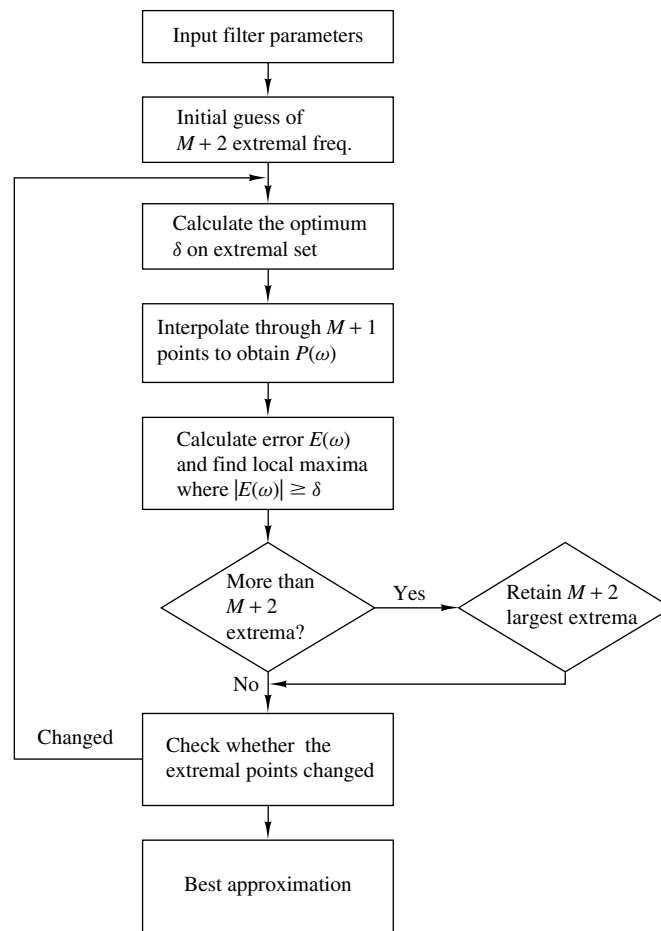 Input filter parameters
Initial guess of
M + 2 extremal freq.
Calculate the optimum
δ on extremal set
Interpolate through M + 1
points to obtain P(ω)
Calculate error E(ω)
and find local maxima
where |E(ω)| ≥ δ
More than
M + 2
extrema?
Yes
Retain M + 2
largest extrema
No
Changed
Check whether the
extremal points changed
Best approximation